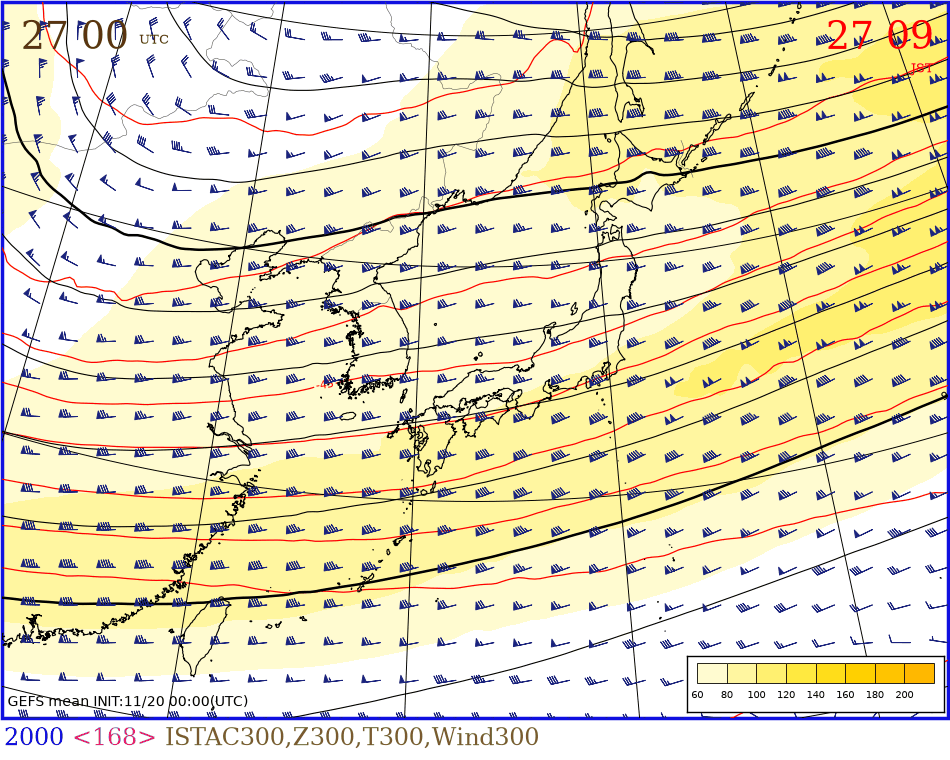 27 00 UTC
27 09
JST
-45
60 80 100 120 140 160 180 200
GEFS mean INIT:11/20 00:00(UTC)
2000 <168> ISTAC300,Z300,T300,Wind300